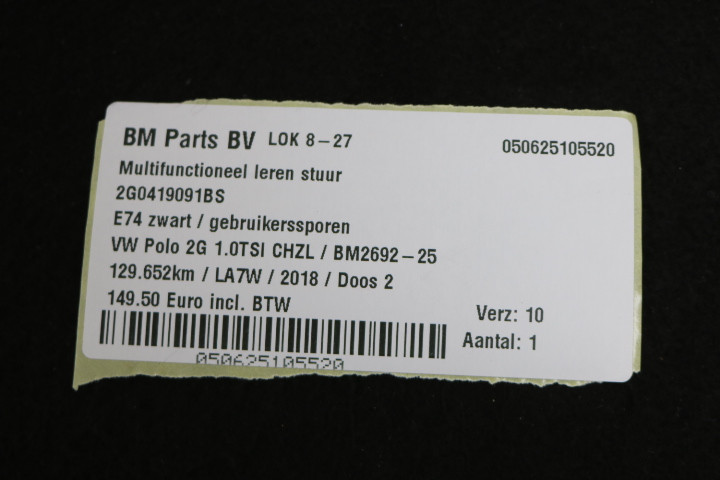 BM Parts BV LOK 8-27 050625105520
Multifunctioneel leren stuur
2G0419091BS
E74 zwart / gebruikerssporen
VW Polo 2G 1.0TSI CHZL / BM2692-25
129.652km / LA7W / 2018 / Doos 2
149.50 Euro incl. BTW
Verz: 10
Aantal: 1
050625105520